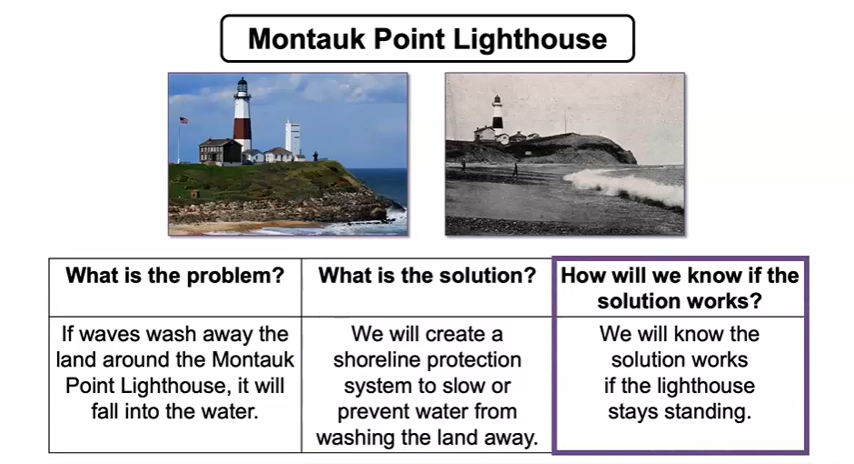 Montauk Point Lighthouse
What is the problem?
If waves wash away the
land around the Montauk
Point Lighthouse, it will
fall into the water.
What is the solution?
We will create a
shoreline protection
system to slow or
prevent water from
washing the land away.
How will we know if the
solution works?
We will know the
solution works
if the lighthouse
stays standing.